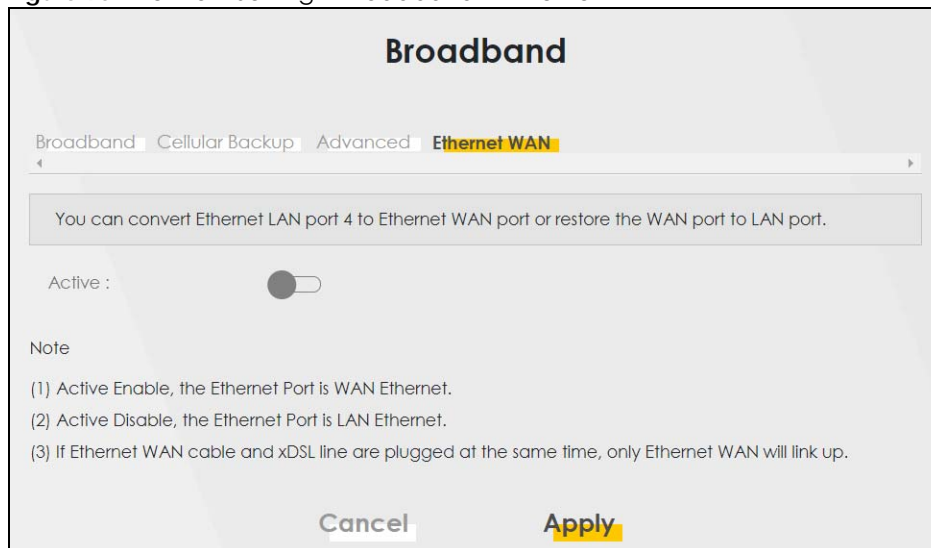 Broadband
Broadband Cellular Backup Advanced Ethernet WAN
You can convert Ethernet LAN port 4 to Ethernet WAN port or restore the WAN port to LAN port.
Active :
Note
(1) Active Enable, the Ethernet Port is WAN Ethernet.
(2) Active Disable, the Ethernet Port is LAN Ethernet.
(3) If Ethernet WAN cable and xDSL line are plugged at the same time, only Ethernet WAN will link up.
Cancel Apply